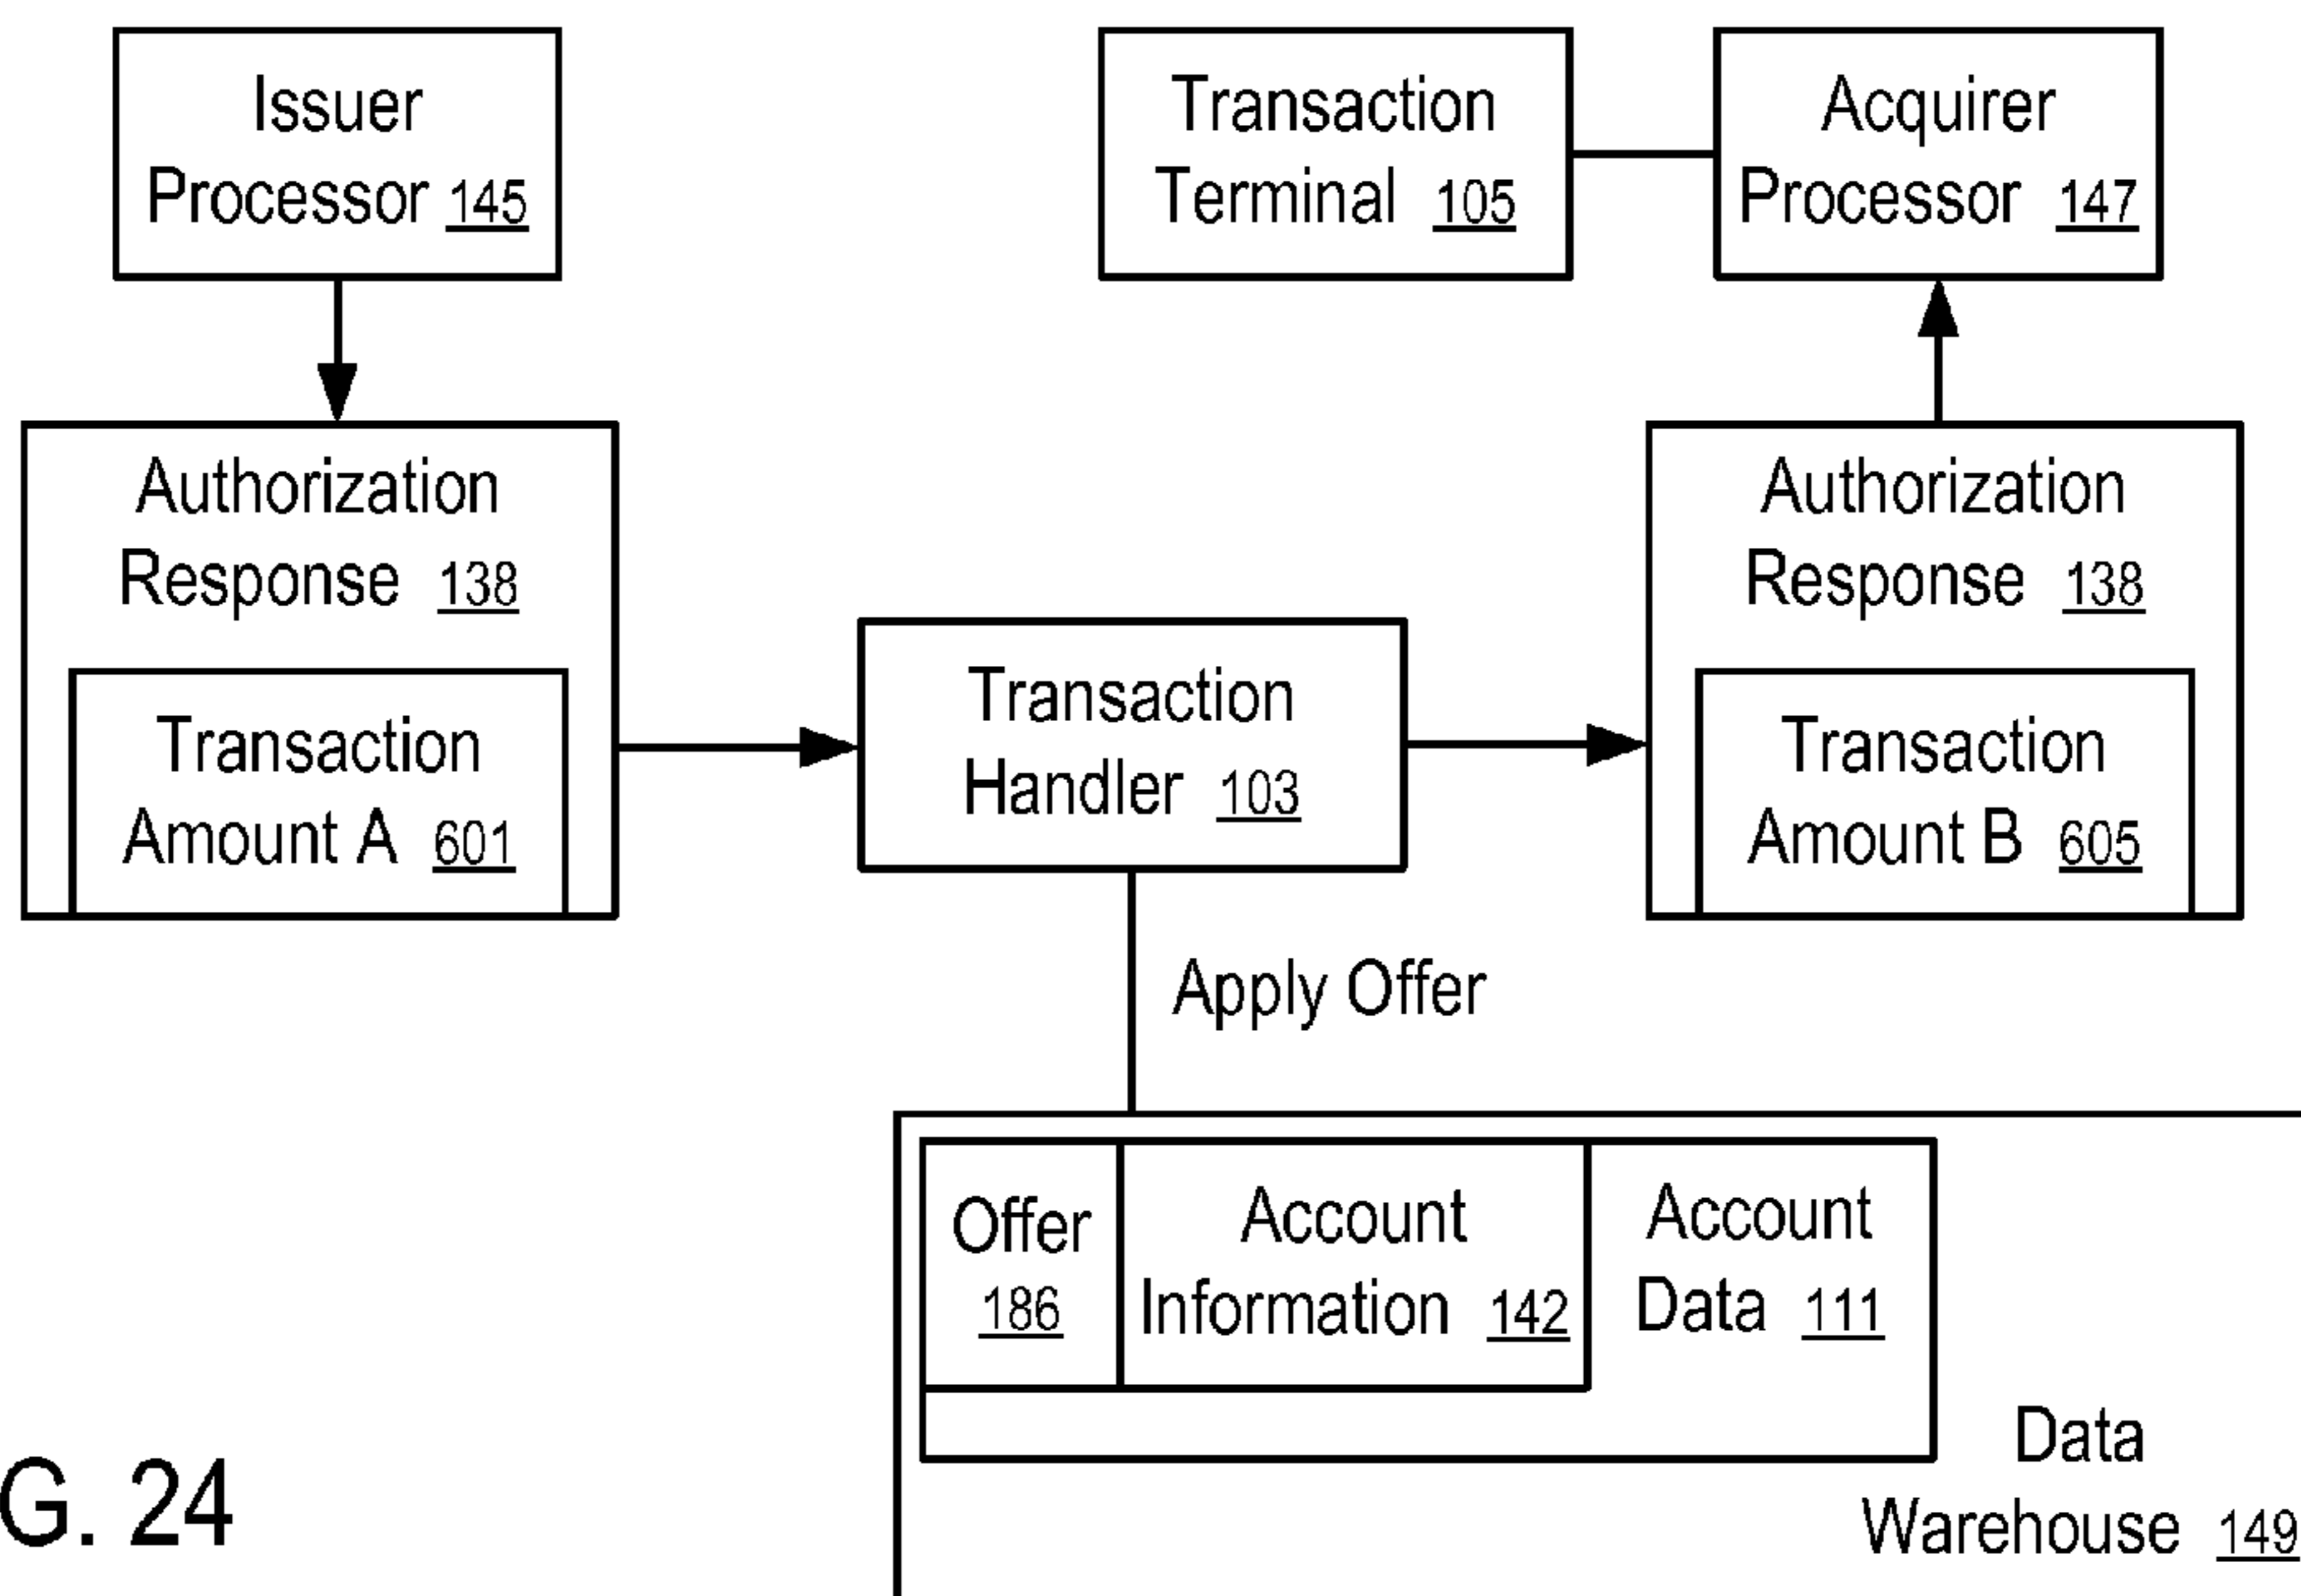 Issuer
Processor 145
Transaction
Terminal 105
Acquirer
Processor 147
Authorization
Response 138
Transaction
Amount A 601
Transaction
Handler 103
Authorization
Response 138
Transaction
Amount B 605
Apply Offer
Offer
186
Account
Information 142
Account
Data 111
Data
Warehouse 149
G. 24